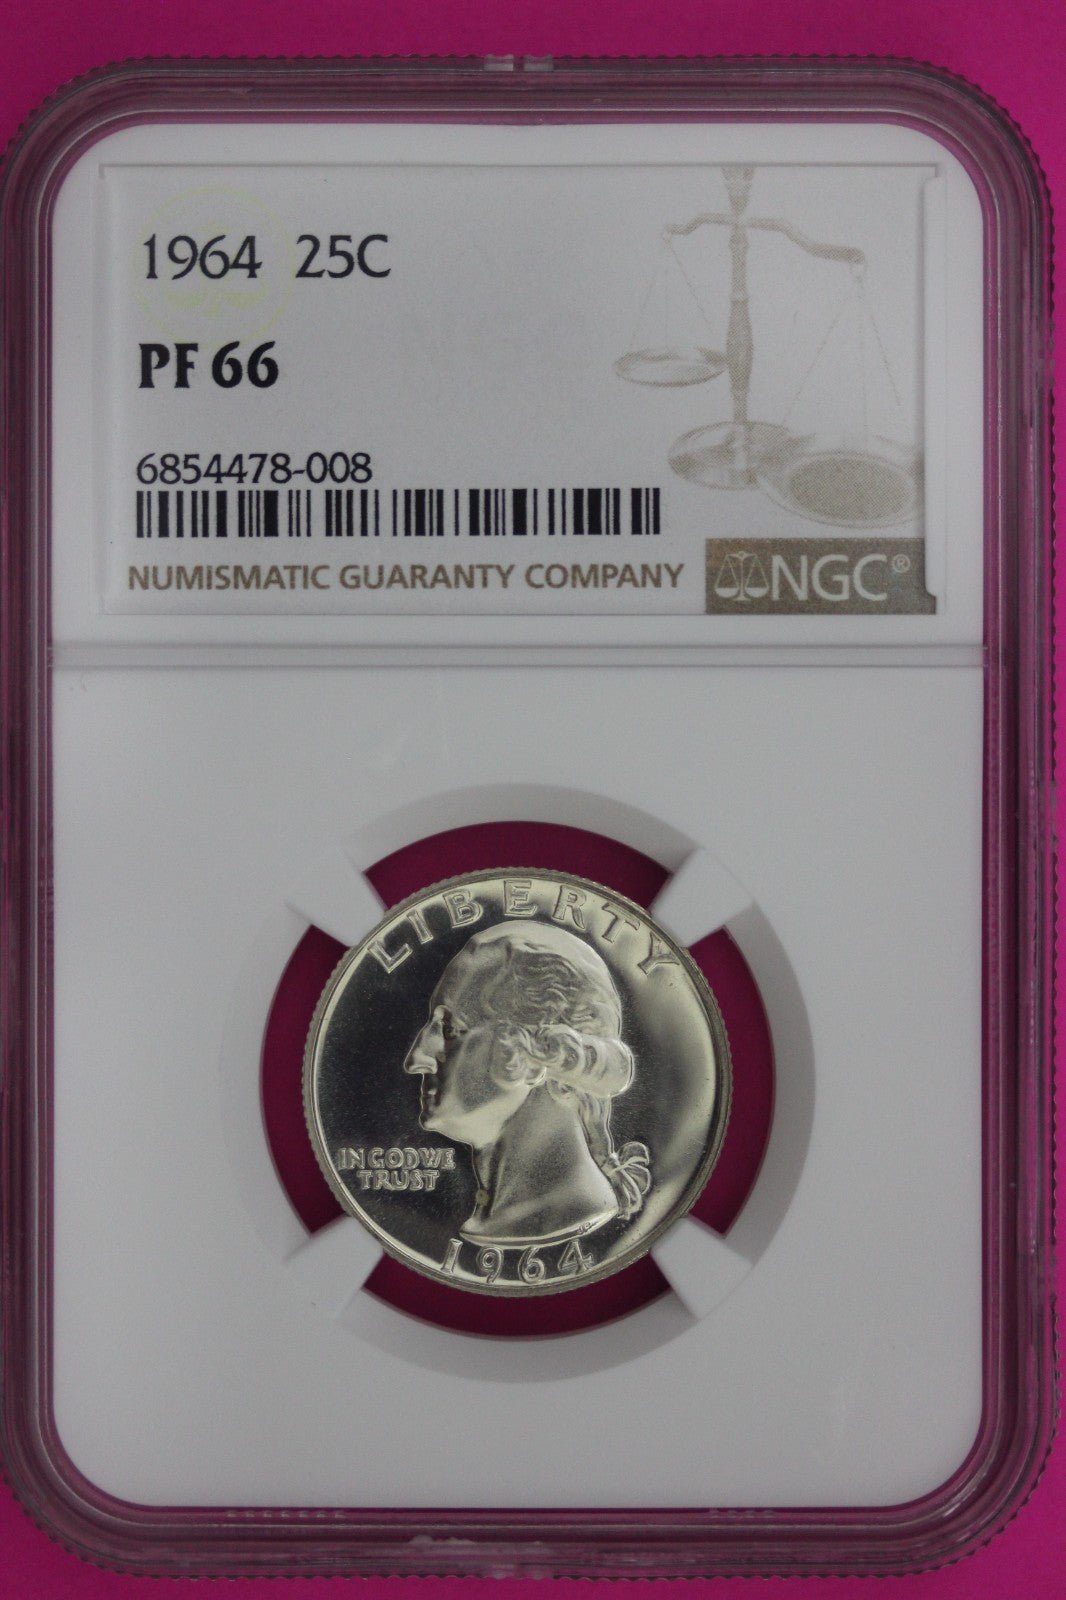 1964 25C
PF 66
6854478-008
NUMISMATIC GUARANTY COMPANY
NGC®
LIBERTY
IN GOD WE
TRUST
1964